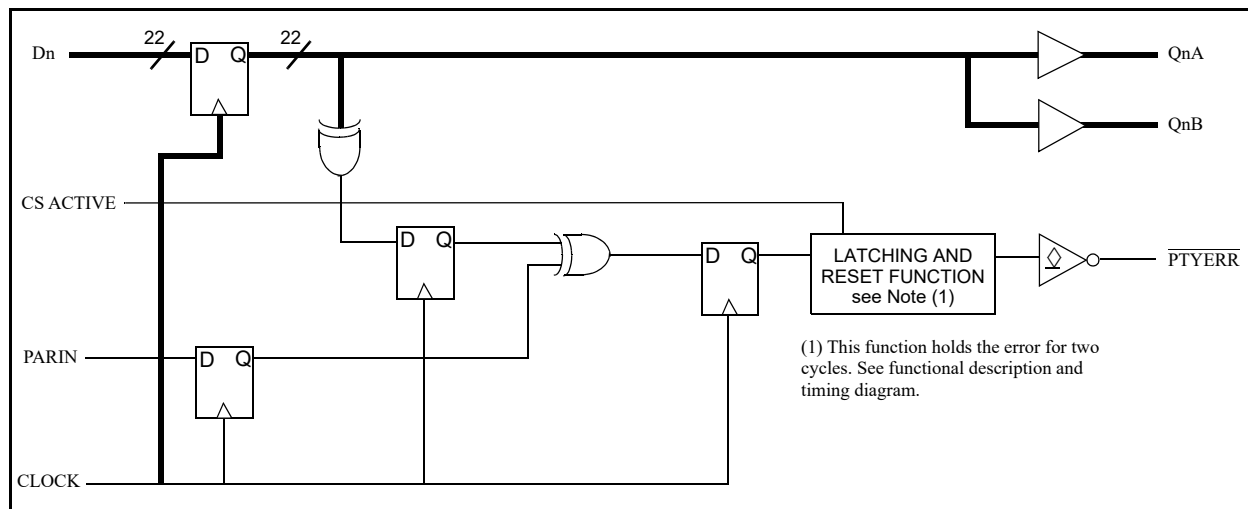 Dn
22
D Q
22
QnA
QnB
CS ACTIVE
D Q
D Q
LATCHING AND
RESET FUNCTION
see Note (1)
PTYERR
PARIN
D Q
(1) This function holds the error for two
cycles. See functional description and
timing diagram.
CLOCK